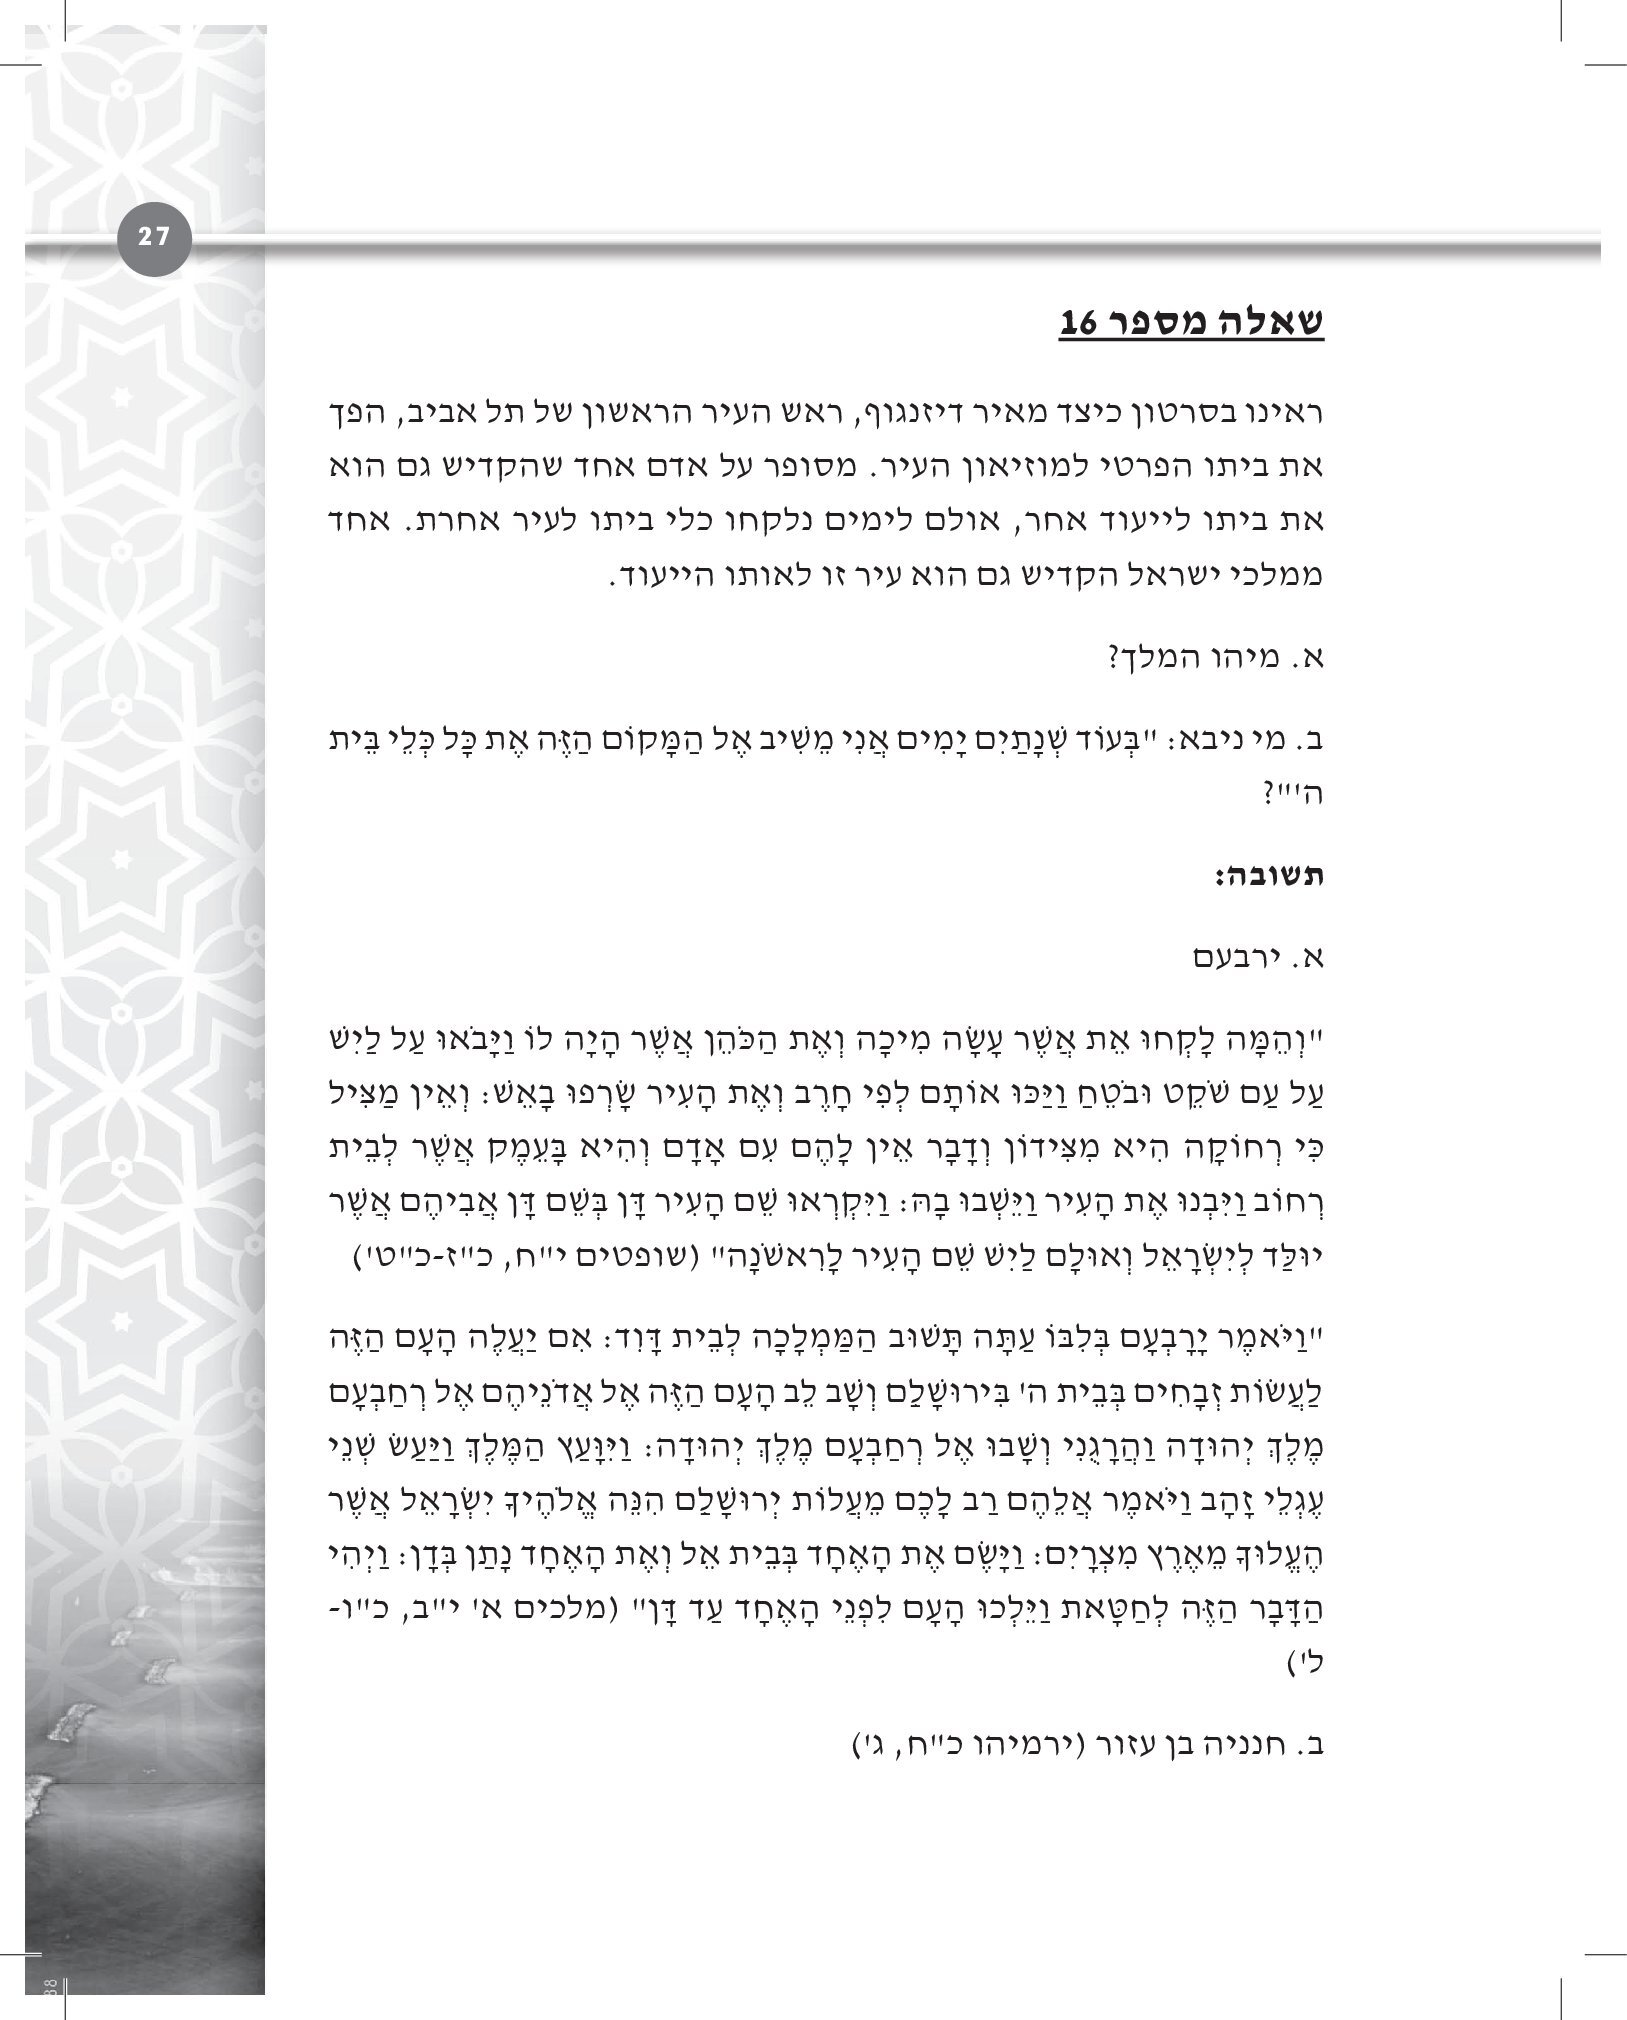 27
שאלה מספר 16
ראינו בסרטון כיצד מאיר דיזנגוף, ראש העיר הראשון של תל אביב, הפך
את ביתו הפרטי למוזיאון העיר. מסופר על אדם אחד שהקדיש גם הוא
את ביתו לייעוד אחר, אולם לימים נלקחו כלי ביתו לעיר אחרת. אחד
ממלכי ישראל הקדיש גם הוא עיר זו לאותו הייעוד.
א. מיהו המלך?
ב. מי ניבא: "בְּעוֹד שְׁנָתַיִם יָמִים אֲנִי מֵשִׁיב אֶל הַמָּקוֹם הַזֶּה אֶת כָּל כְּלֵי בֵּית
ה'"?
תשובה:
א. ירבעם
"וְהֵמָּה לָקְחוּ אֵת אֲשֶׁר עָשָׂה מִיכָה וְאֶת הַכֹּהֵן אֲשֶׁר הָיָה לוֹ וַיָּבֹאוּ עַל לַיִשׁ
עַל עַם שֹׁקֵט וּבֹטֵחַ וַיַּכּוּ אוֹתָם לְפִי חָרֶב וְאֶת הָעִיר שָׂרְפוּ בָאֵשׁ: וְאֵין מַצִּיל
כִּי רְחוֹקָה הִיא מִצִּידוֹן וְדָבָר אֵין לָהֶם עִם אָדָם וְהִיא בָּעֵמֶק אֲשֶׁר לְבֵית
רְחוֹב וַיִּבְנוּ אֶת הָעִיר וַיֵּשְׁבוּ בָהּ: וַיִּקְרְאוּ שֵׁם הָעִיר דָּן בְּשֵׁם דָּן אֲבִיהֶם אֲשֶׁר
יוּלַּד לְיִשְׂרָאֵל וְאוּלָם לַיִשׁ שֵׁם הָעִיר לָרִאשֹׁנָה" (שופטים י"ח, כ"ז-כ"ט')
"וַיֹּאמֶר יָרָבְעָם בְּלִבּוֹ עַתָּה תָּשׁוּב הַמַּמְלָכָה לְבֵית דָּוִד: אִם יַעֲלֶה הָעָם הַזֶּה
לַעֲשׂוֹת זְבָחִים בְּבֵית ה' בִּירוּשָׁלִַם וְשָׁב לֵב הָעָם הַזֶּה אֶל אֲדֹנֵיהֶם אֶל רְחַבְעָם
מֶלֶךְ יְהוּדָה וַהֲרָגֻנִי וְשָׁבוּ אֶל רְחַבְעָם מֶלֶךְ יְהוּדָה: וַיִּוָּעַץ הַמֶּלֶךְ וַיַּעַשׂ שְׁנֵי
עֶגְלֵי זָהָב וַיֹּאמֶר אֲלֵהֶם רַב לָכֶם מֵעֲלוֹת יְרוּשָׁלִַם הִנֵּה אֱלֹהֶיךָ יִשְׂרָאֵל אֲשֶׁר
הֶעֱלוּךָ מֵאֶרֶץ מִצְרָיִם: וַיָּשֶׂם אֶת הָאֶחָד בְּבֵית אֵל וְאֶת הָאֶחָד נָתַן בְּדָן: וַיְהִי
הַדָּבָר הַזֶּה לְחַטָּאת וַיֵּלְכוּ הָעָם לִפְנֵי הָאֶחָד עַד דָּן" (מלכים א' י"ב, כ"ו-
ל')
ב. חנניה בן עזור (ירמיהו כ"ח, ג')